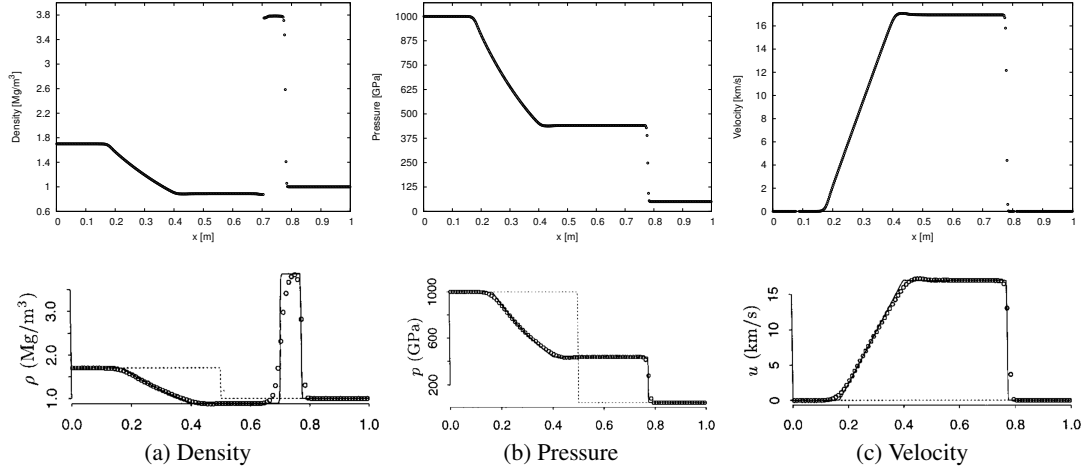 Density [Mg/m³]
3.8
3.4
3
2.6
2.2
1.8
1.4
1
0.6
0 0.1 0.2 0.3 0.4 0.5 0.6 0.7 0.8 0.9 1
x [m]
Pressure [GPa]
1000
875
750
625
500
375
250
125
0
0 0.1 0.2 0.3 0.4 0.5 0.6 0.7 0.8 0.9 1
x [m]
Velocity [km/s]
16
14
12
10
8
6
4
2
0
0 0.1 0.2 0.3 0.4 0.5 0.6 0.7 0.8 0.9 1
x [m]
ρ (Mg/m³)
3.0
2.0
1.0
0.0 0.2 0.4 0.6 0.8 1.0
p (GPa)
1000
600
200
0.0 0.2 0.4 0.6 0.8 1.0
u (km/s)
15
10
5
0
0.0 0.2 0.4 0.6 0.8 1.0
(a) Density
(b) Pressure
(c) Velocity